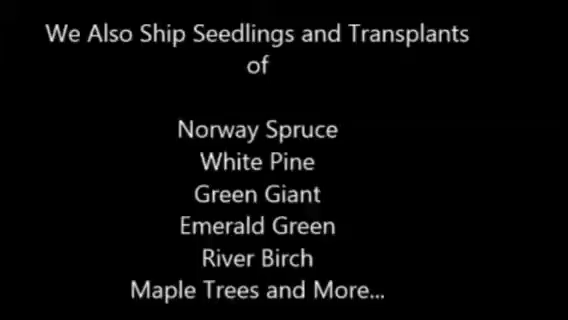 We Also Ship Seedlings and Transplants
of
Norway Spruce
White Pine
Green Giant
Emerald Green
River Birch
Maple Trees and More...